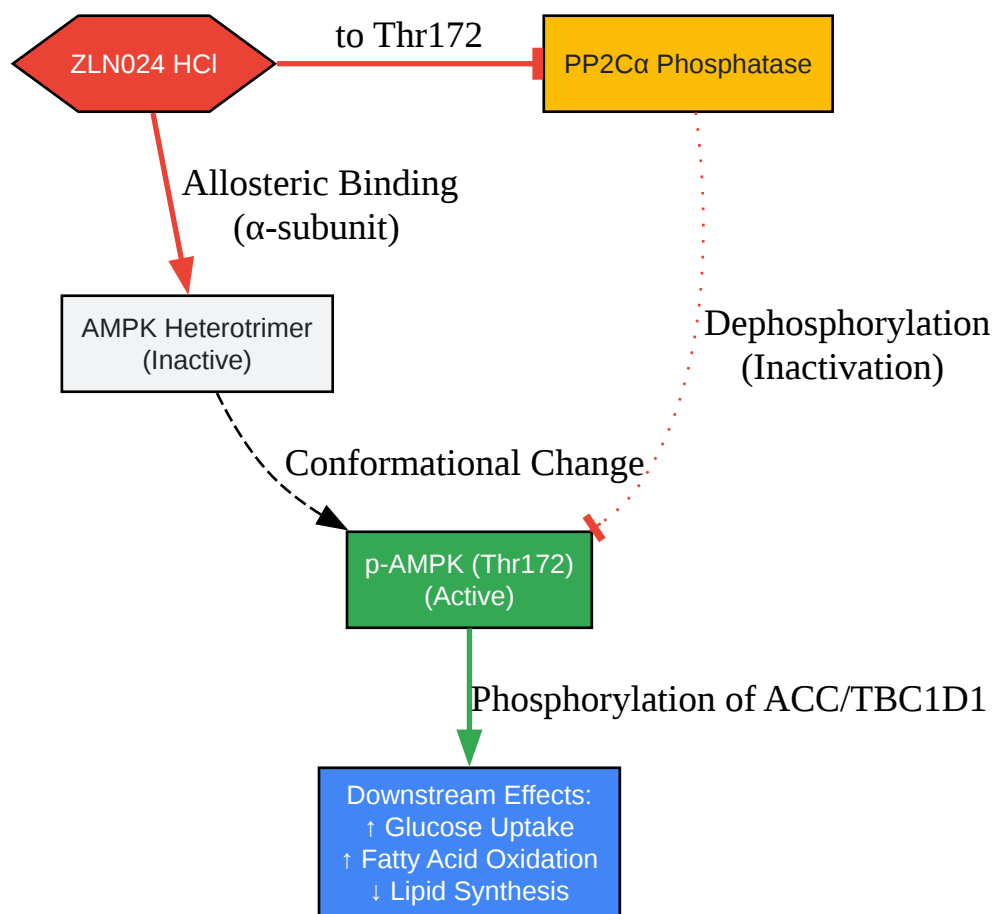 ZLN024 HCl
to Thr172
PP2Cα Phosphatase
Allosteric Binding
(α-subunit)
AMPK Heterotrimer
(Inactive)
Dephosphorylation
(Inactivation)
Conformational Change
p-AMPK (Thr172)
(Active)
Phosphorylation of ACC/TBC1D1
Downstream Effects:
↑ Glucose Uptake
↑ Fatty Acid Oxidation
↓ Lipid Synthesis